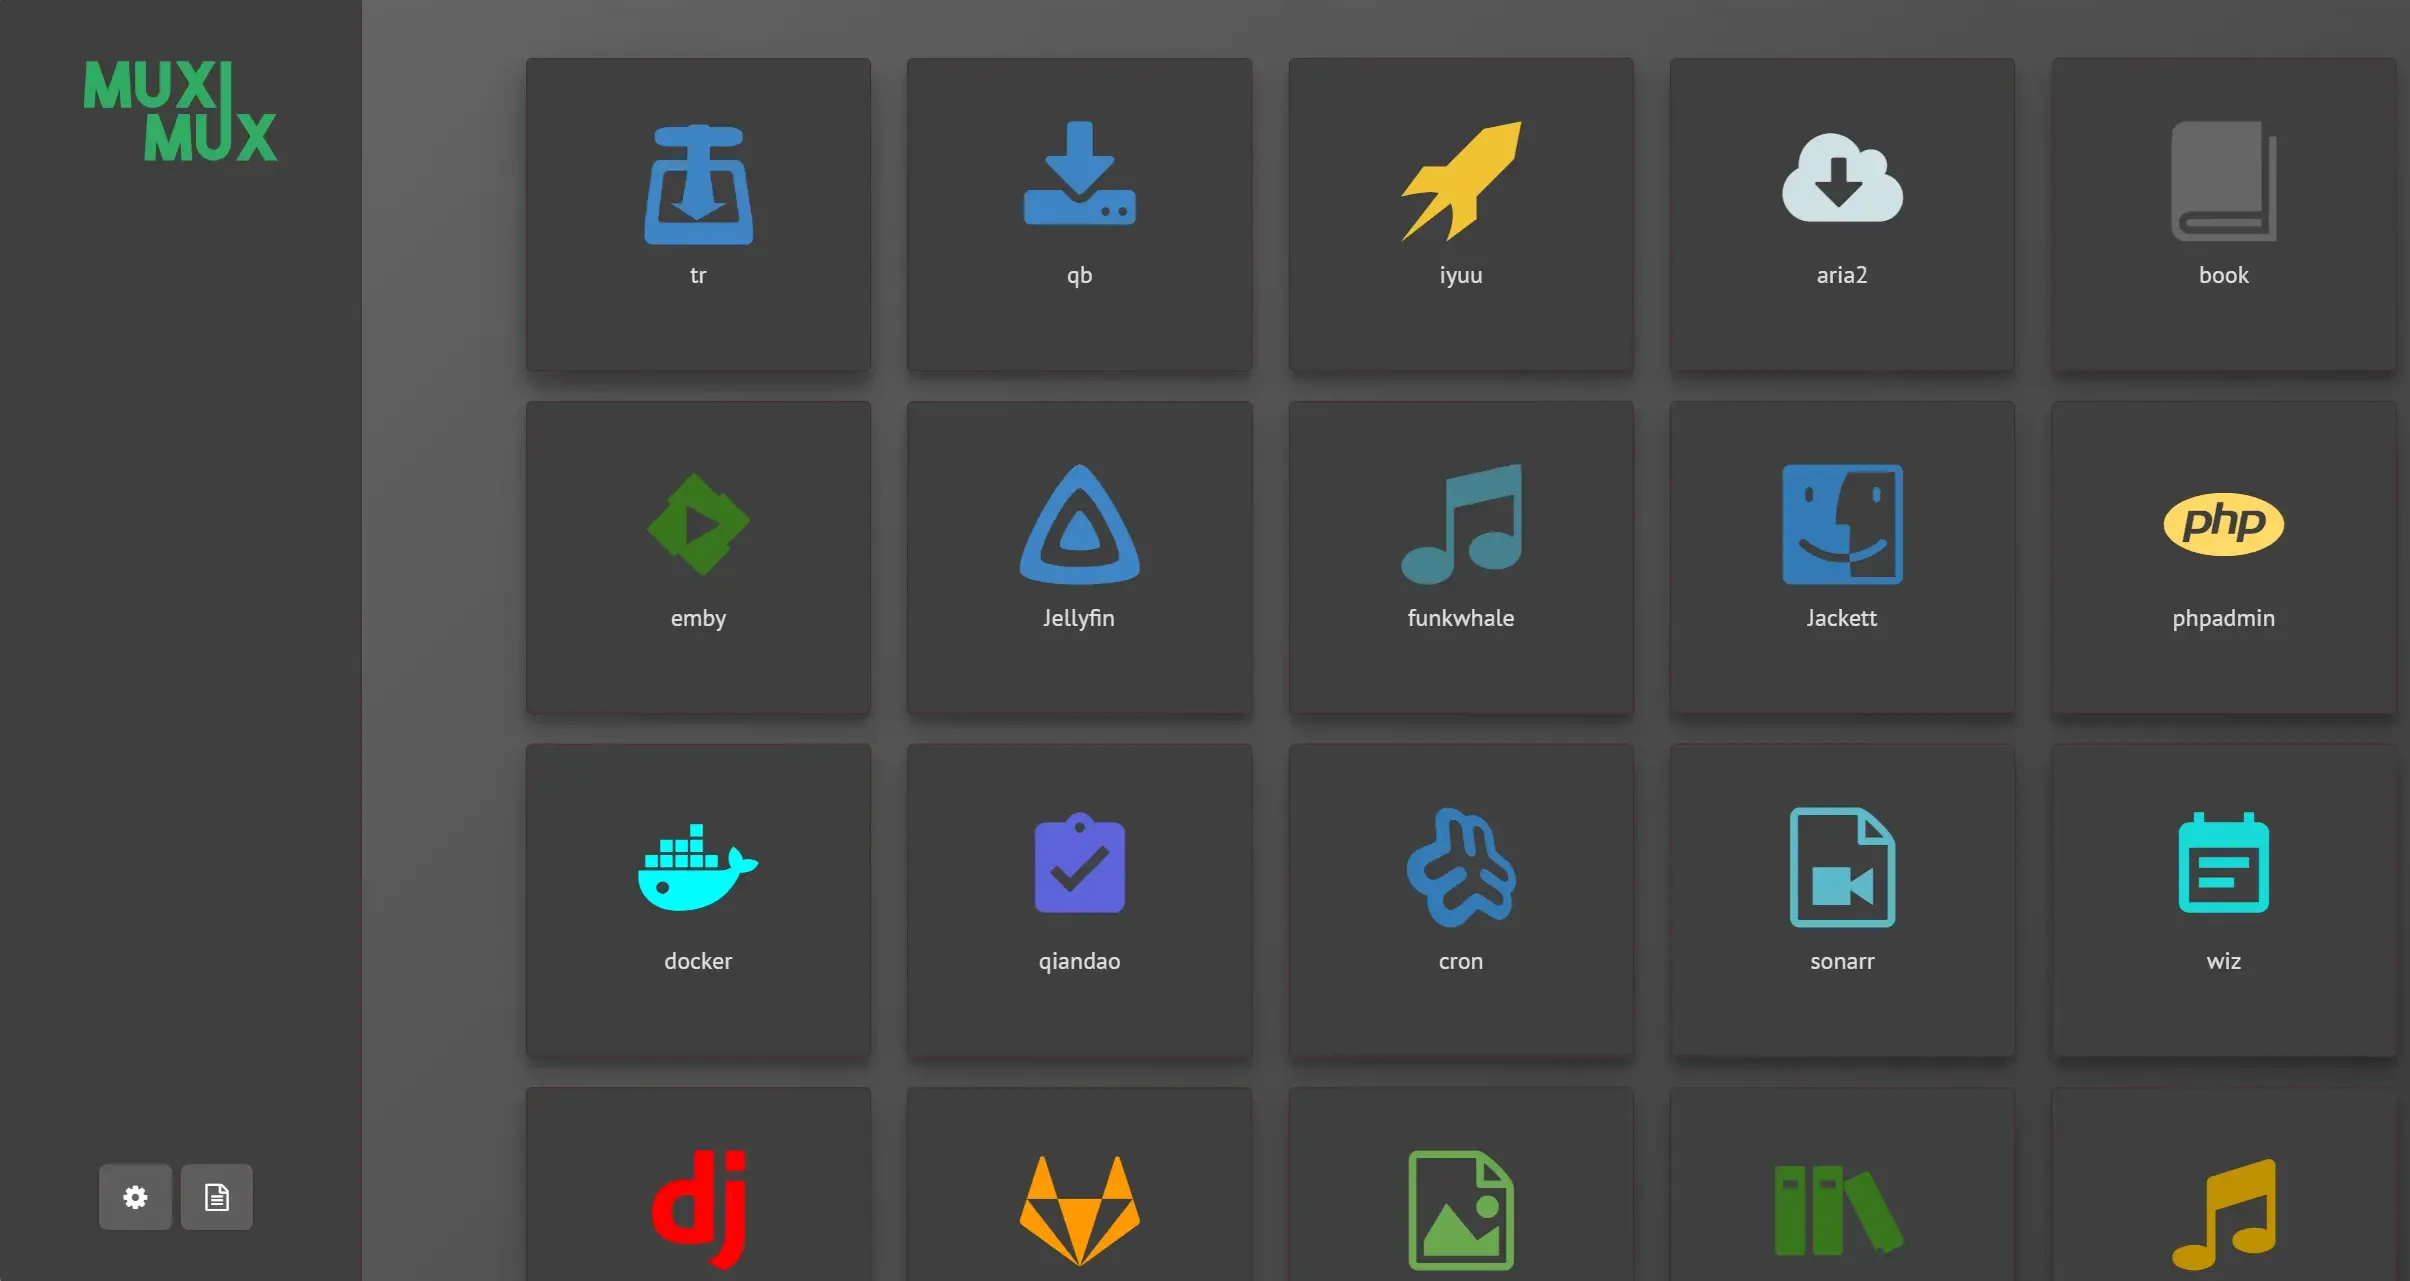 MUXI
MUX
tr
qb
iyuu
aria2
book
php
emby
Jellyfin
funkwhale
Jackett
phpadmin
docker
qiandao
cron
sonarr
wiz
dj